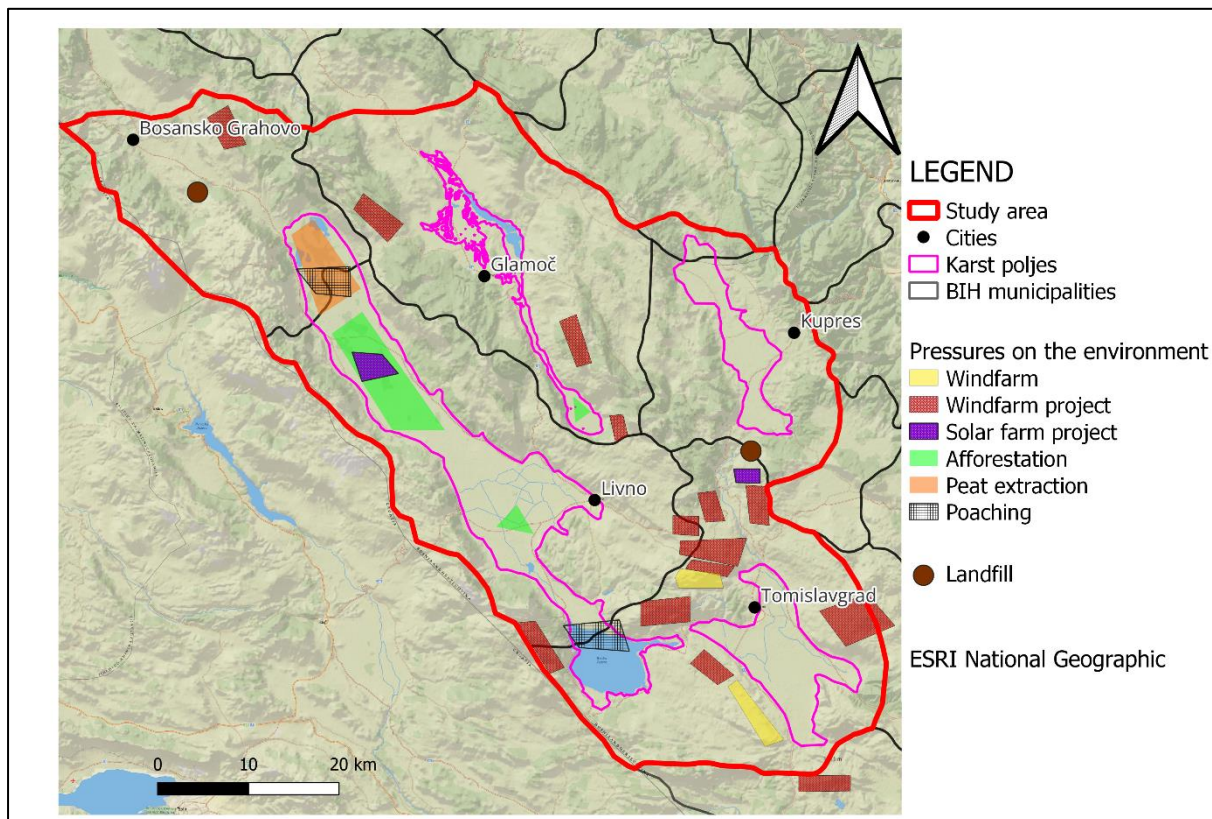 Bosansko Grahovo
Glamoč
Kupres
Livno
Tomislavgrad
0 10 20 km
LEGEND
Study area
Cities
Karst poljes
BIH municipalities
Pressures on the environment
Windfarm
Windfarm project
Solar farm project
Afforestation
Peat extraction
Poaching
Landfill
ESRI National Geographic